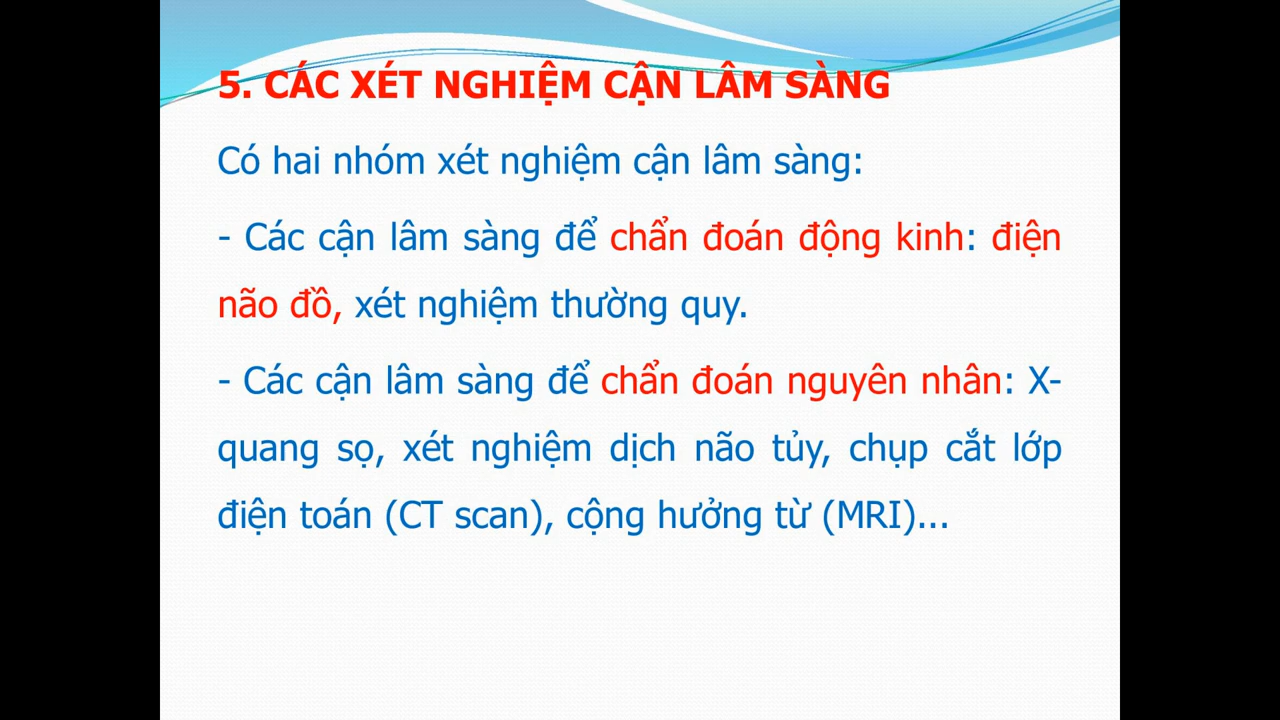 5. CÁC XÉT NGHIỆM CẬN LÂM SÀNG
Có hai nhóm xét nghiệm cận lâm sàng:
- Các cận lâm sàng để chẩn đoán động kinh: điện
não đồ, xét nghiệm thường quy.
- Các cận lâm sàng để chẩn đoán nguyên nhân: X-
quang sọ, xét nghiệm dịch não tủy, chụp cắt lớp
điện toán (CT scan), cộng hưởng từ (MRI)...